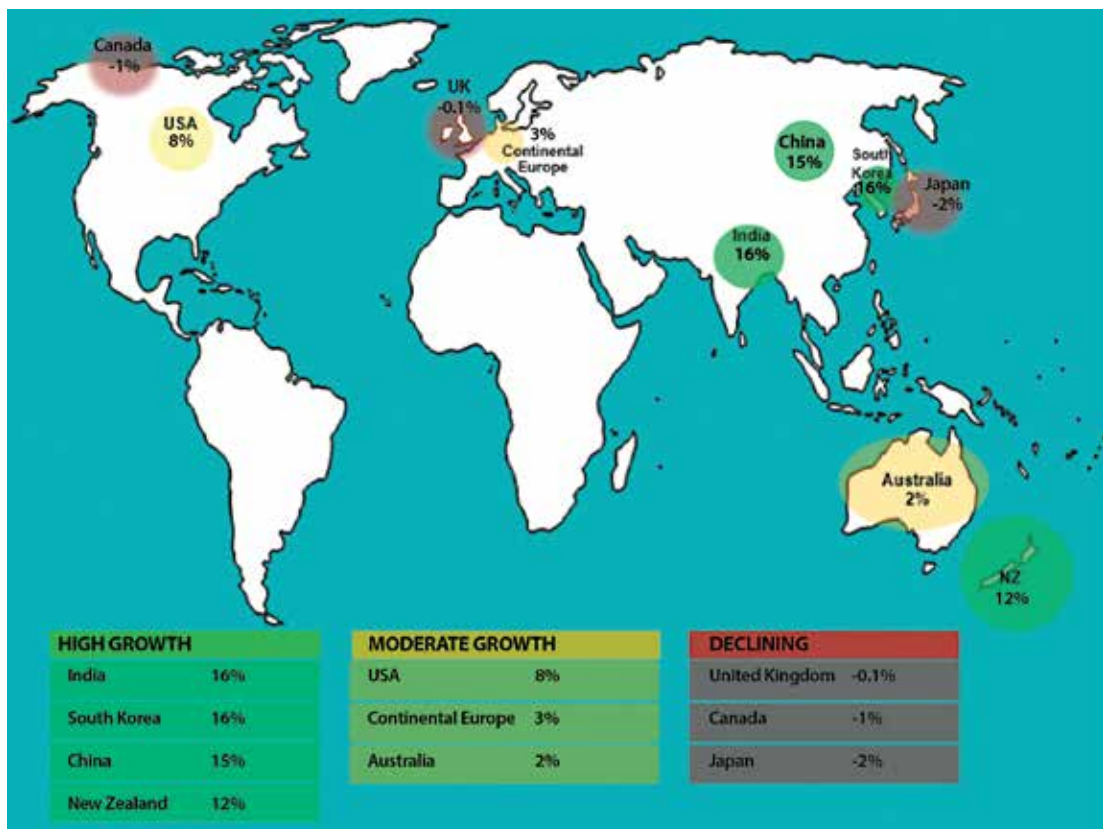 Canada
-1%
USA
8%
UK
-0.1%
3%
Continental
Europe
China
15%
South
Korea
16%
Japan
-2%
India
16%
Australia
2%
NZ
12%
HIGH GROWTH
India 16%
South Korea 16%
China 15%
New Zealand 12%
MODERATE GROWTH
USA 8%
Continental Europe 3%
Australia 2%
DECLINING
United Kingdom -0.1%
Canada -1%
Japan -2%